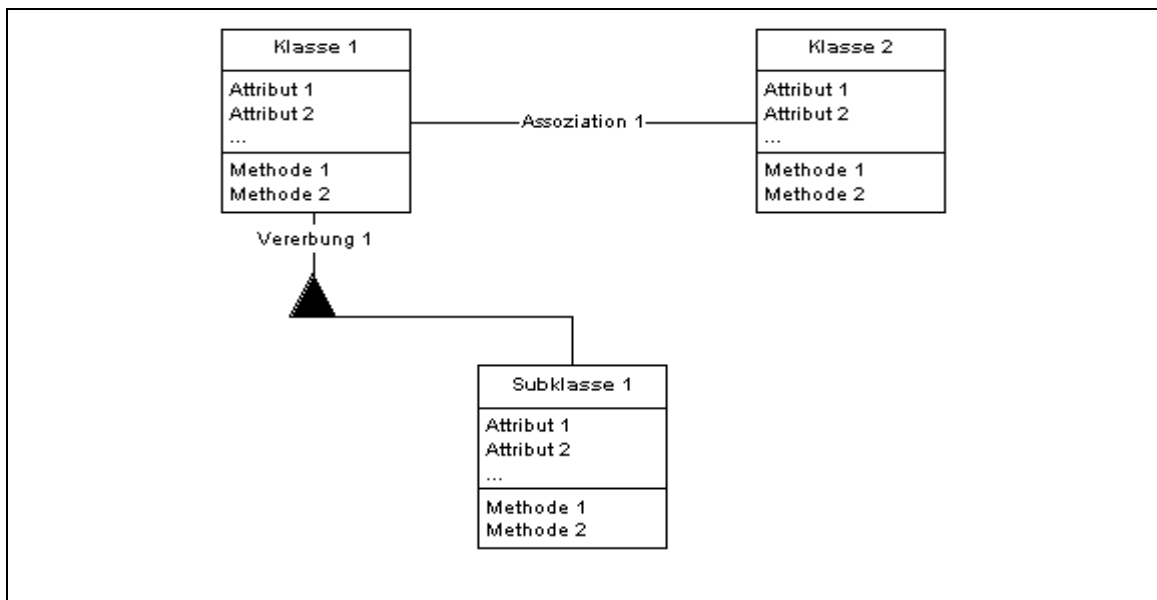 Klasse 1
Attribut 1
Attribut 2
...
Methode 1
Methode 2
Assoziation 1
Klasse 2
Attribut 1
Attribut 2
...
Methode 1
Methode 2
Vererbung 1
Subklasse 1
Attribut 1
Attribut 2
...
Methode 1
Methode 2